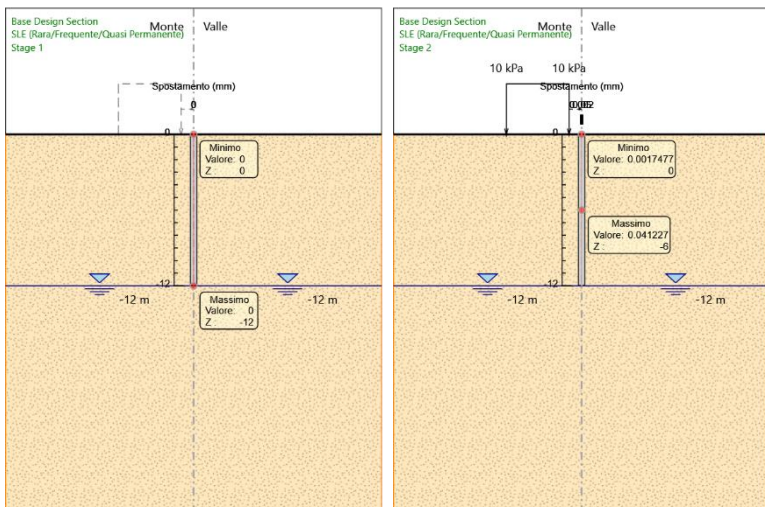 Base Design Section
SLE (Rara/Frequente/Quasi Permanente)
Stage 1
Monte
Valle
Spostamento (mm)
0
0
Minimo
Valore: 0
Z : 0
-12
-12 m
-12 m
Massimo
Valore: 0
Z : -12
Base Design Section
SLE (Rara/Frequente/Quasi Permanente)
Stage 2
Monte
Valle
10 kPa
10 kPa
Spostamento (mm)
0
Minimo
Valore: 0.0017477
Z : 0
Massimo
Valore: 0.041227
Z : -6
-12
-12 m
-12 m